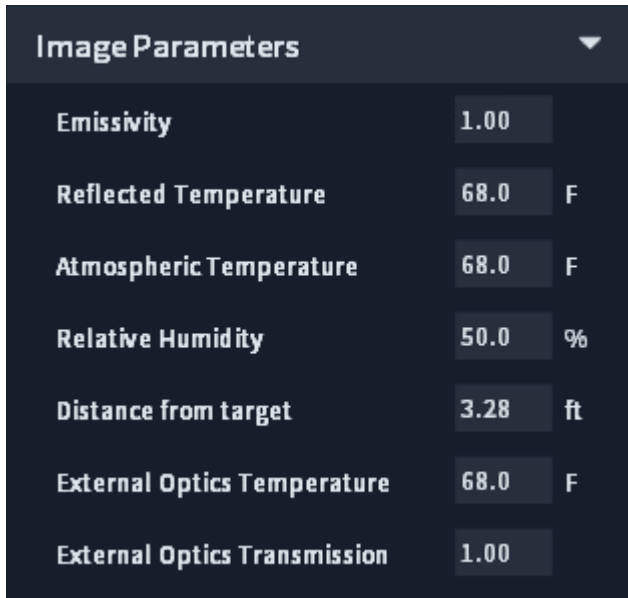 Image Parameters
Emissivity 1.00
Reflected Temperature 68.0 F
Atmospheric Temperature 68.0 F
Relative Humidity 50.0 %
Distance from target 3.28 ft
External Optics Temperature 68.0 F
External Optics Transmission 1.00